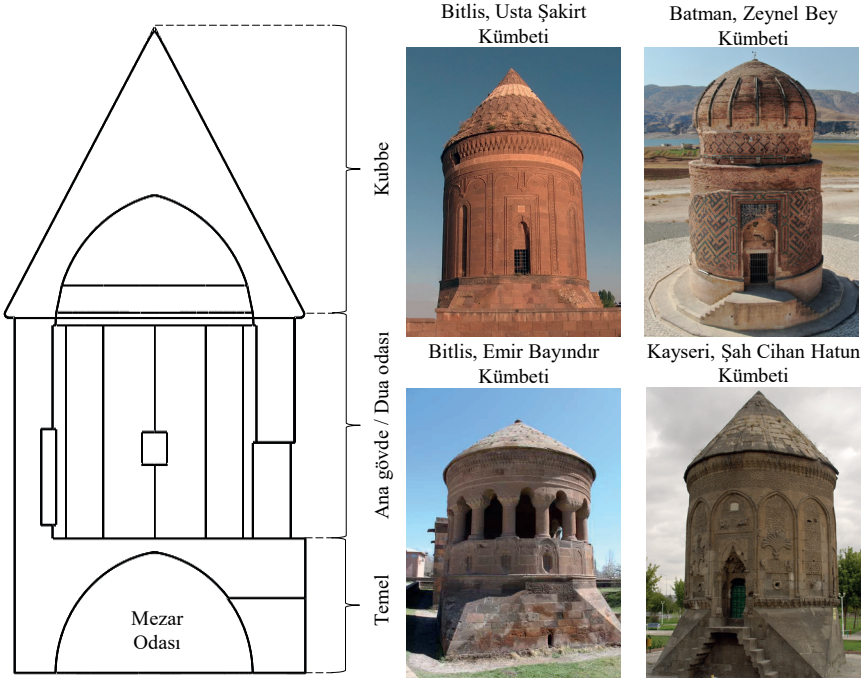 Kubbe
Ana gövde / Dua odası
Temel
Mezar
Odası
Bitlis, Usta Şakirt
Kümbeti
Batman, Zeynel Bey
Kümbeti
Bitlis, Emir Bayındır
Kümbeti
Kayseri, Şah Cihan Hatun
Kümbeti